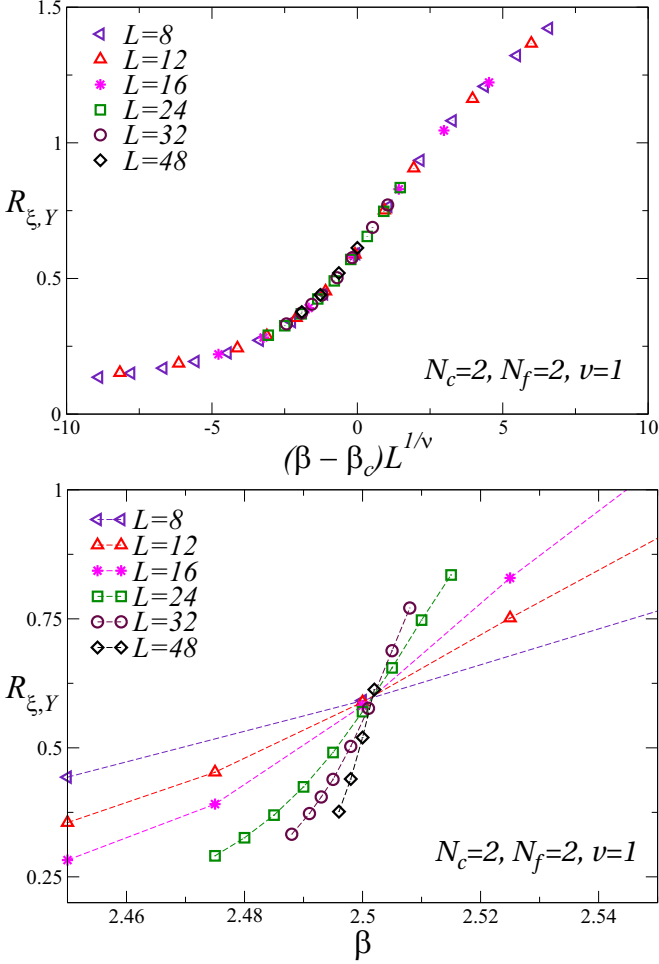 1.5
1
0.5
0
-10
-5
0
5
10
R_{ξ,Y}
(β – β_c)L^{1/ν}
L=8
L=12
L=16
L=24
L=32
L=48
N_c=2, N_f=2, υ=1
1
0.75
0.5
0.25
2.46
2.48
2.5
2.52
2.54
R_{ξ,Y}
β
L=8
L=12
L=16
L=24
L=32
L=48
N_c=2, N_f=2, υ=1